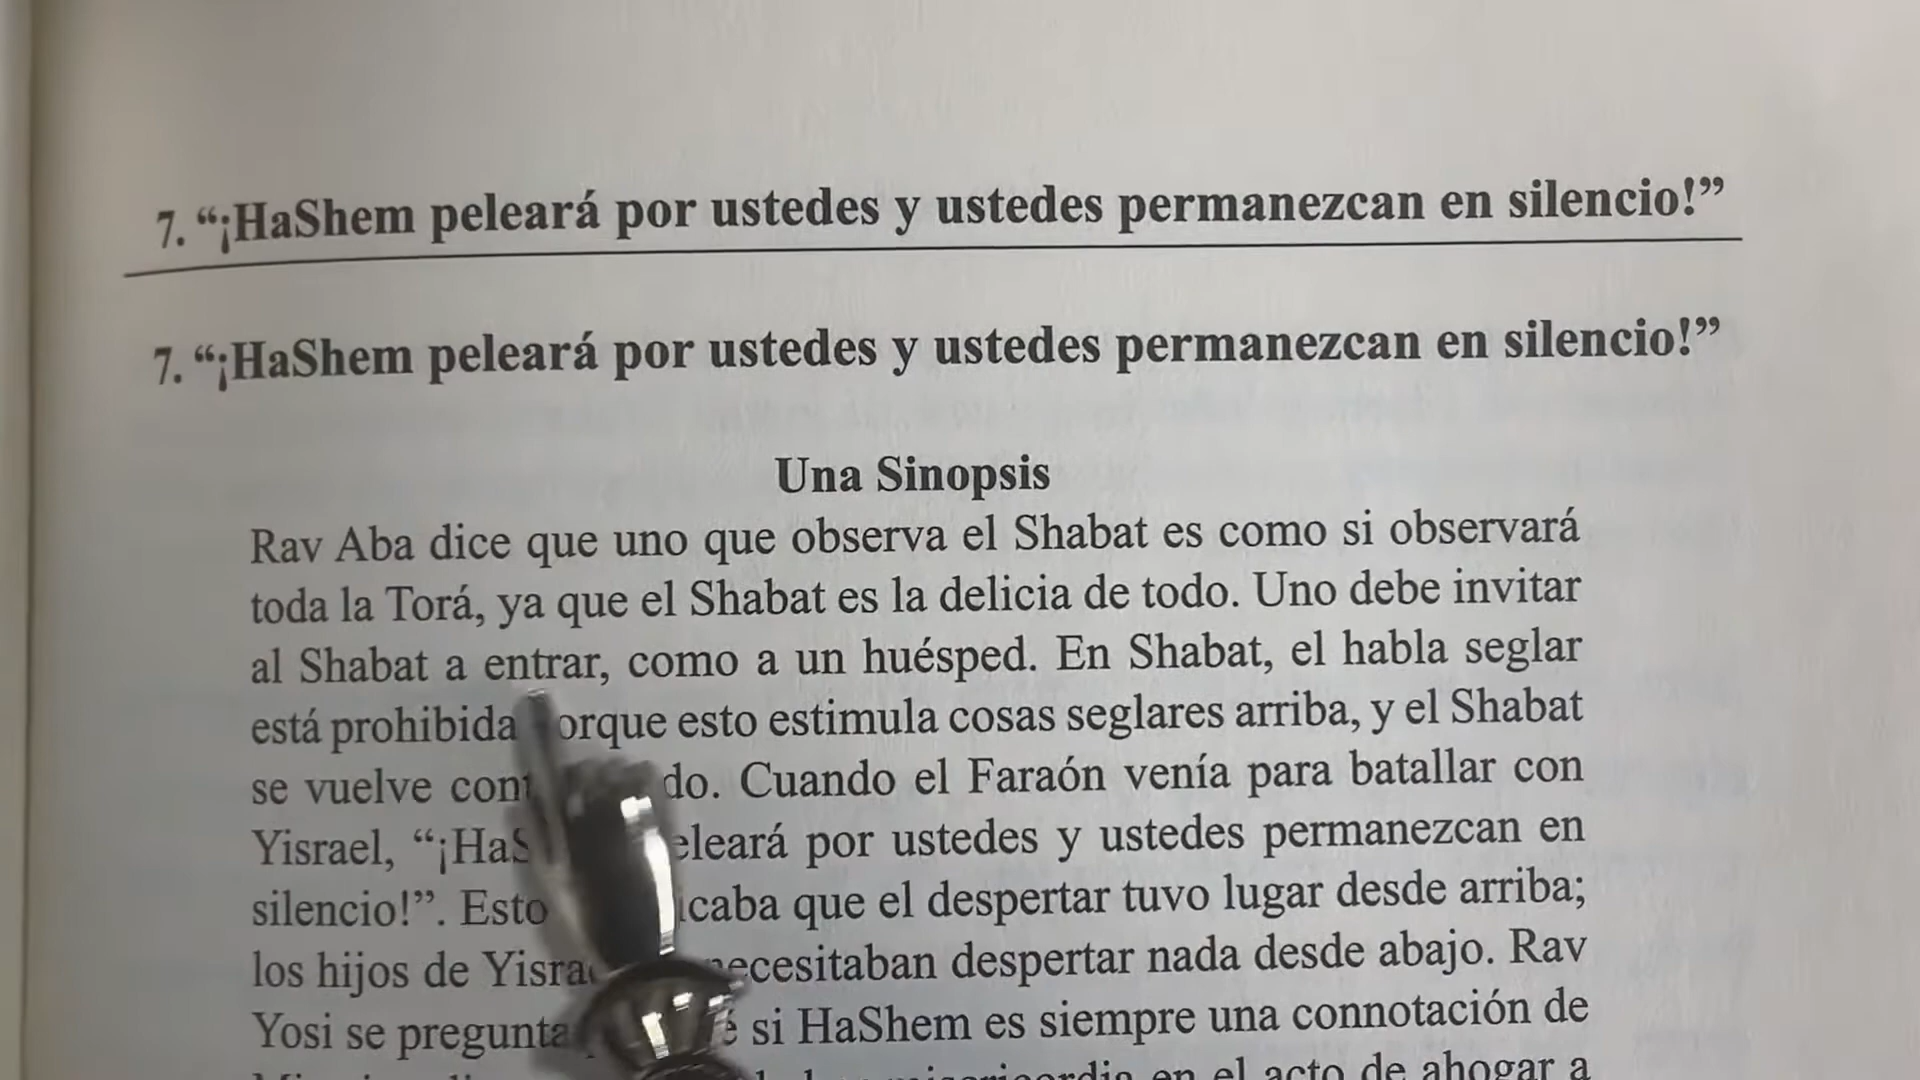 7. “¡HaShem peleará por ustedes y ustedes permanezcan en silencio!”
7. “¡HaShem peleará por ustedes y ustedes permanezcan en silencio!”
Una Sinopsis
Rav Aba dice que uno que observa el Shabat es como si observará
toda la Torá, ya que el Shabat es la delicia de todo. Uno debe invitar
al Shabat a entrar, como a un huésped. En Shabat, el habla seglar
está prohibida orque esto estimula cosas seglares arriba, y el Shabat
se vuelve do. Cuando el Faraón venía para batallar con
Yisrael, “¡HaS eleará por ustedes y ustedes permanezcan en
silencio!”. Esto icaba que el despertar tuvo lugar desde arriba;
los hijos de necesitaban despertar nada desde abajo. Rav
Yosi se pregunta si HaShem es siempre una connotación de
en el acto de ahogar a